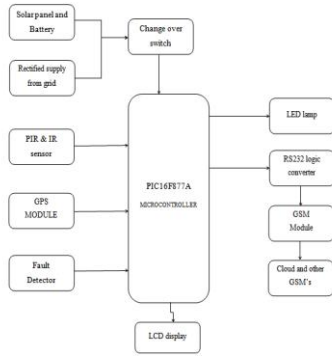 Solar panel and
Battery
Change over
switch
Rectified supply
from grid
LED lamp
PIR & IR
sensor
RS232 logic
converter
PIC16F877A
MICROCONTROLLER
GPS
MODULE
GSM
Module
Fault
Detector
Cloud and other
GSM's
LCD display